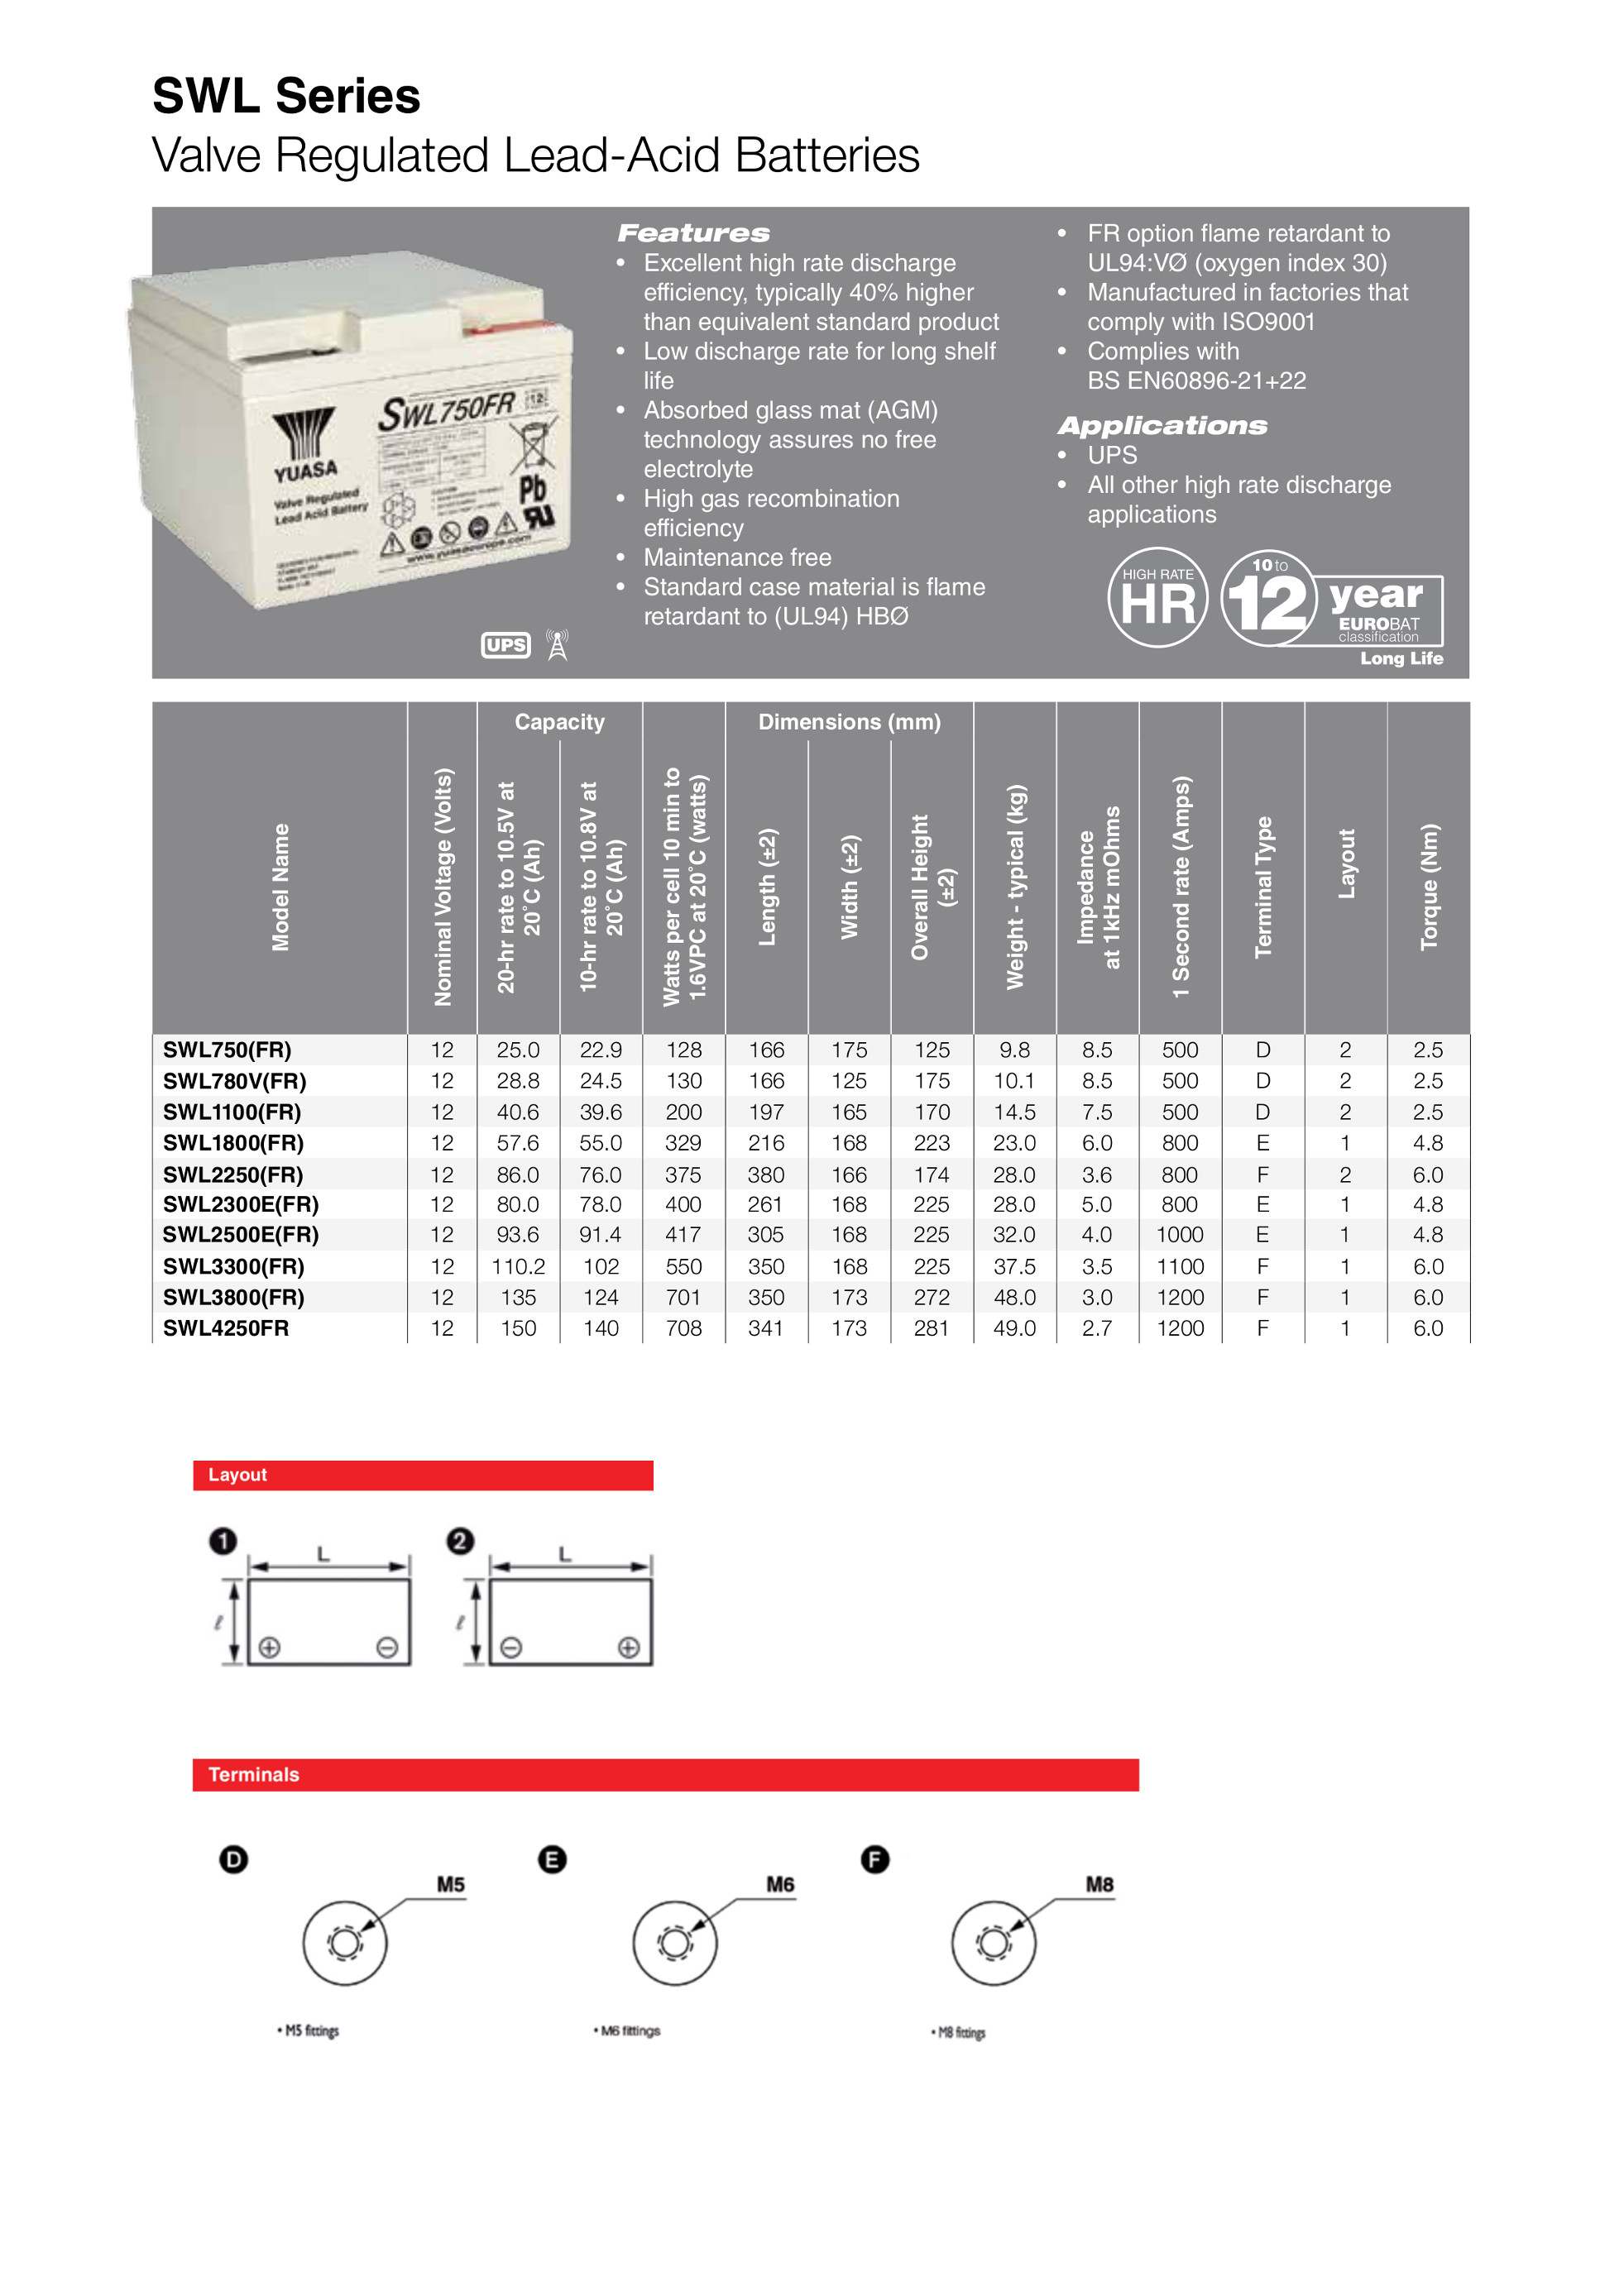 SWL Series
Valve Regulated Lead-Acid Batteries
YUASA
Valve Regulated
Lead Acid Battery
SWL750FR
12
Pb
www.yuasaeurope.com
UPS
Features
• Excellent high rate discharge
efficiency, typically 40% higher
than equivalent standard product
• Low discharge rate for long shelf
life
• Absorbed glass mat (AGM)
technology assures no free
electrolyte
• High gas recombination
efficiency
• Maintenance free
• Standard case material is flame
retardant to (UL94) HBØ
• FR option flame retardant to
UL94:VØ (oxygen index 30)
• Manufactured in factories that
comply with ISO9001
• Complies with
BS EN60896-21+22
Applications
• UPS
• All other high rate discharge
applications
HIGH RATE
HR
10 to
12 year
EUROBAT
classification
Long Life
Capacity
Dimensions (mm)
Model Name
Nominal Voltage (Volts)
20-hr rate to 10.5V at
20˚C (Ah)
10-hr rate to 10.8V at
20˚C (Ah)
Watts per cell 10 min to
1.6VPC at 20˚C (watts)
Length (±2)
Width (±2)
Overall Height
(±2)
Weight - typical (kg)
Impedance
at 1kHz mOhms
1 Second rate (Amps)
Terminal Type
Layout
Torque (Nm)
SWL750(FR) 12 25.0 22.9 128 166 175 125 9.8 8.5 500 D 2 2.5
SWL780V(FR) 12 28.8 24.5 130 166 125 175 10.1 8.5 500 D 2 2.5
SWL1100(FR) 12 40.6 39.6 200 197 165 170 14.5 7.5 500 D 2 2.5
SWL1800(FR) 12 57.6 55.0 329 216 168 223 23.0 6.0 800 E 1 4.8
SWL2250(FR) 12 86.0 76.0 375 380 166 174 28.0 3.6 800 F 2 6.0
SWL2300E(FR) 12 80.0 78.0 400 261 168 225 28.0 5.0 800 E 1 4.8
SWL2500E(FR) 12 93.6 91.4 417 305 168 225 32.0 4.0 1000 E 1 4.8
SWL3300(FR) 12 110.2 102 550 350 168 225 37.5 3.5 1100 F 1 6.0
SWL3800(FR) 12 135 124 701 350 173 272 48.0 3.0 1200 F 1 6.0
SWL4250FR 12 150 140 708 341 173 281 49.0 2.7 1200 F 1 6.0
Layout
1 2
L L
ℓ ℓ
⊕ ⊖ ⊖ ⊕
Terminals
D E F
M5 M6 M8
• M5 fittings • M6 fittings • M8 fittings